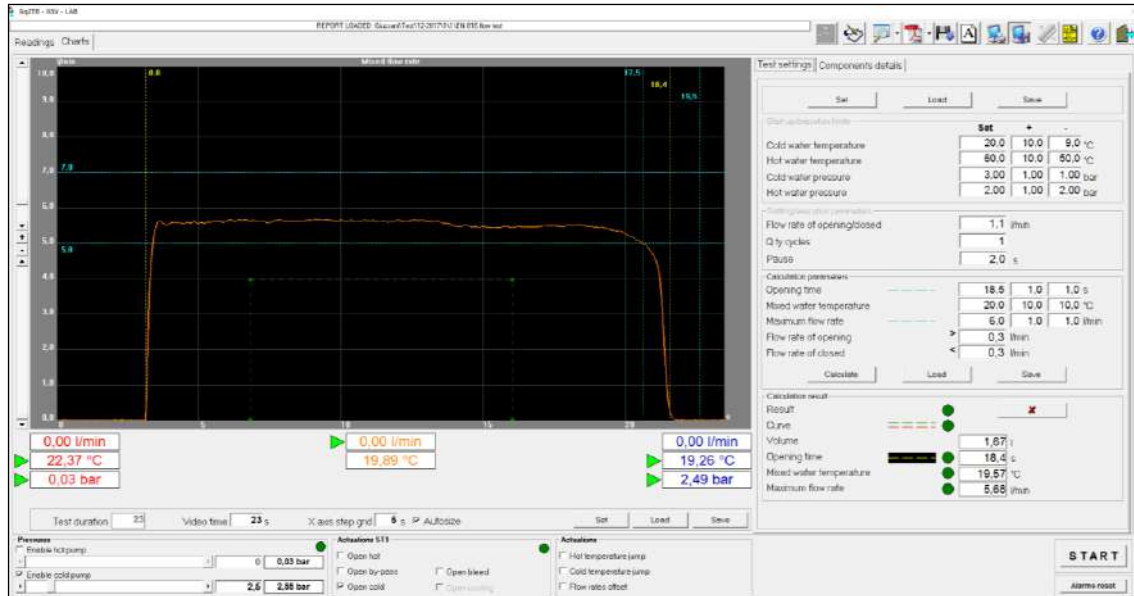 RSV - LAB
REPORT LOADED:
Readings Charts
l/min
Mixed flow rate
10,0
9,0
8,0
7,0
6,0
5,0
4,0
3,0
2,0
1,0
0,0
7,0
5,0
0,0
17,5
18,4
19,5
0 5 10 15 20
0,00 l/min
22,37 °C
0,03 bar
0,00 l/min
19,89 °C
0,00 l/min
19,26 °C
2,49 bar
Test duration 23 Video time 23 s X axis step grid 5 s Autosize Set Load Save
Pressures
Enable hot pump
0 0,03 bar
Enable cold pump
2,5 2,55 bar
Actuations ST1
Open hot
Open by-pass Open bleed
Open cold
Actuations
Hot temperature jump
Cold temperature jump
Flow rates offset
Test settings Components details
Set Load Save
Set + -
Cold water temperature 20,0 10,0 9,0 °C
Hot water temperature 60,0 10,0 50,0 °C
Cold water pressure 3,00 1,00 1,00 bar
Hot water pressure 2,00 1,00 2,00 bar
Flow rate of opening/closed 1,1 l/min
Q.ty cycles 1
Pause 2,0 s
Calculation parameters
Opening time 18,5 1,0 1,0 s
Mixed water temperature 20,0 10,0 10,0 °C
Maximum flow rate 6,0 1,0 1,0 l/min
Flow rate of opening > 0,3 l/min
Flow rate of closed < 0,3 l/min
Calculate Load Save
Calculation result
Result
Curve
Volume 1,67 l
Opening time 18,4 s
Mixed water temperature 19,57 °C
Maximum flow rate 5,68 l/min
START
Alarms reset